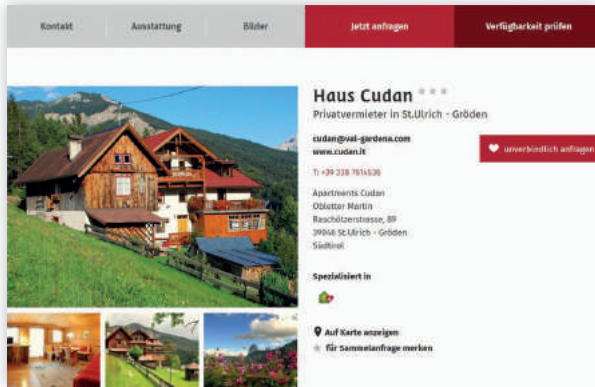 Kontakt
Ausstattung
Bilder
Jetzt anfragen
Verfügbarkeit prüfen
Haus Cudan
Privatvermieter in St.Ulrich - Gröden
cudan@val-gardena.com
www.cudan.it
unverbindlich anfragen
T: +39 338 7614536
Apartments Cudan
Obletter Martin
Raschötzerstrasse, 89
39046 St.Ulrich - Gröden
Südtirol
Spezialisiert in
Auf Karte anzeigen
für Sammelanfrage merken